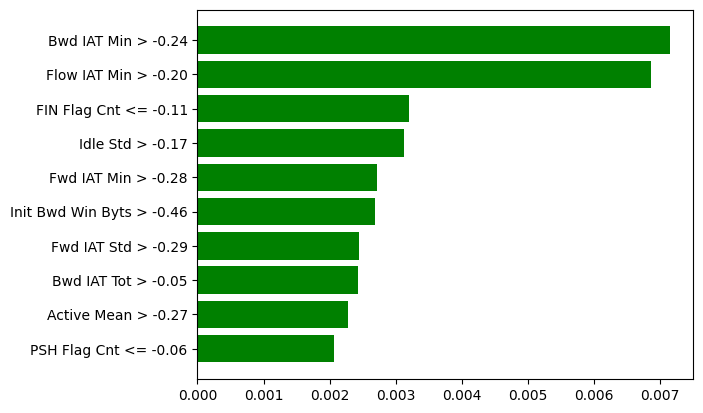 Bwd IAT Min > -0.24
Flow IAT Min > -0.20
FIN Flag Cnt <= -0.11
Idle Std > -0.17
Fwd IAT Min > -0.28
Init Bwd Win Byts > -0.46
Fwd IAT Std > -0.29
Bwd IAT Tot > -0.05
Active Mean > -0.27
PSH Flag Cnt <= -0.06
0.000 0.001 0.002 0.003 0.004 0.005 0.006 0.007